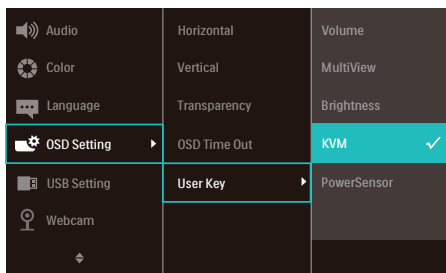 Audio
Color
Language
OSD Setting
USB Setting
Webcam
Horizontal
Vertical
Transparency
OSD Time Out
User Key
Volume
MultiView
Brightness
KVM
PowerSensor